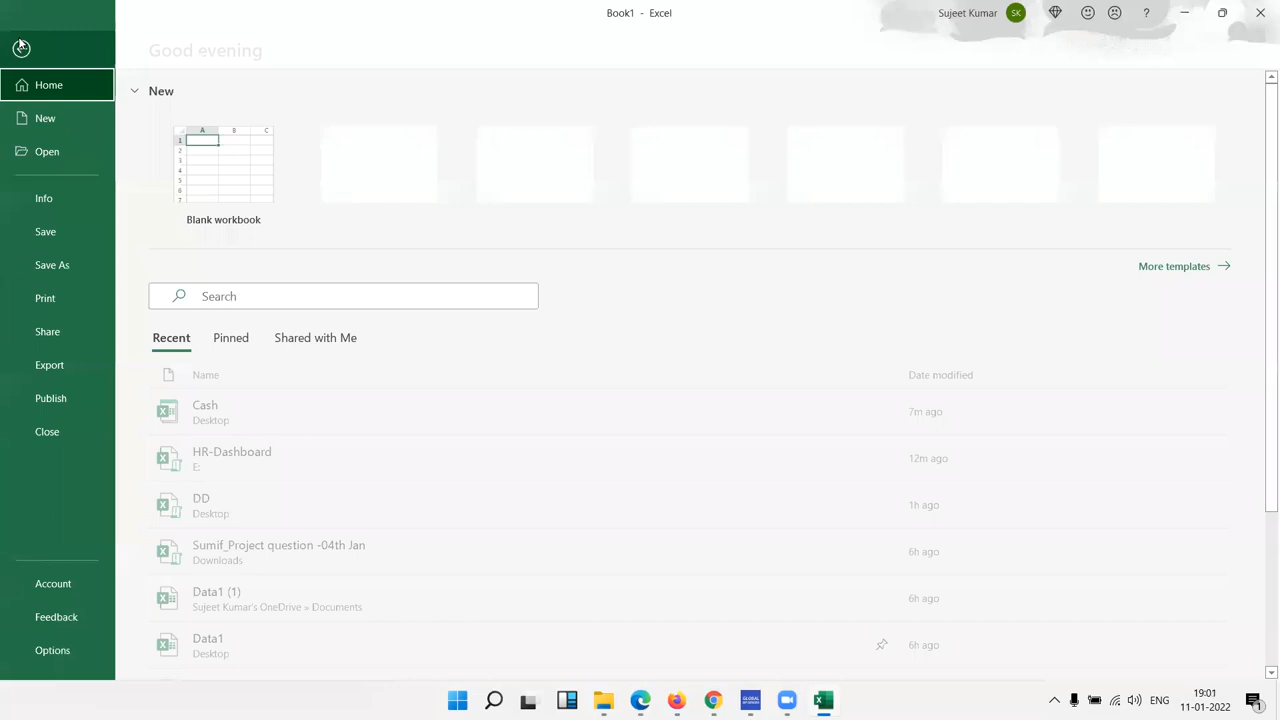 Book1 - Excel
Sujeet Kumar
SK
?
Good evening
Home
New
Open
Info
Save
Save As
Print
Share
Export
Publish
Close
Account
Feedback
Options
New
A B C
1
2
3
4
5
6
7
Blank workbook
More templates
Search
Recent Pinned Shared with Me
Name Date modified
Cash
Desktop
7m ago
HR-Dashboard
E:
12m ago
DD
Desktop
1h ago
Sumif_Project question -04th Jan
Downloads
6h ago
Data1 (1)
Sujeet Kumar's OneDrive » Documents
6h ago
Data1
Desktop
6h ago
GLOBAL
ENG
19:01
11-01-2022
1